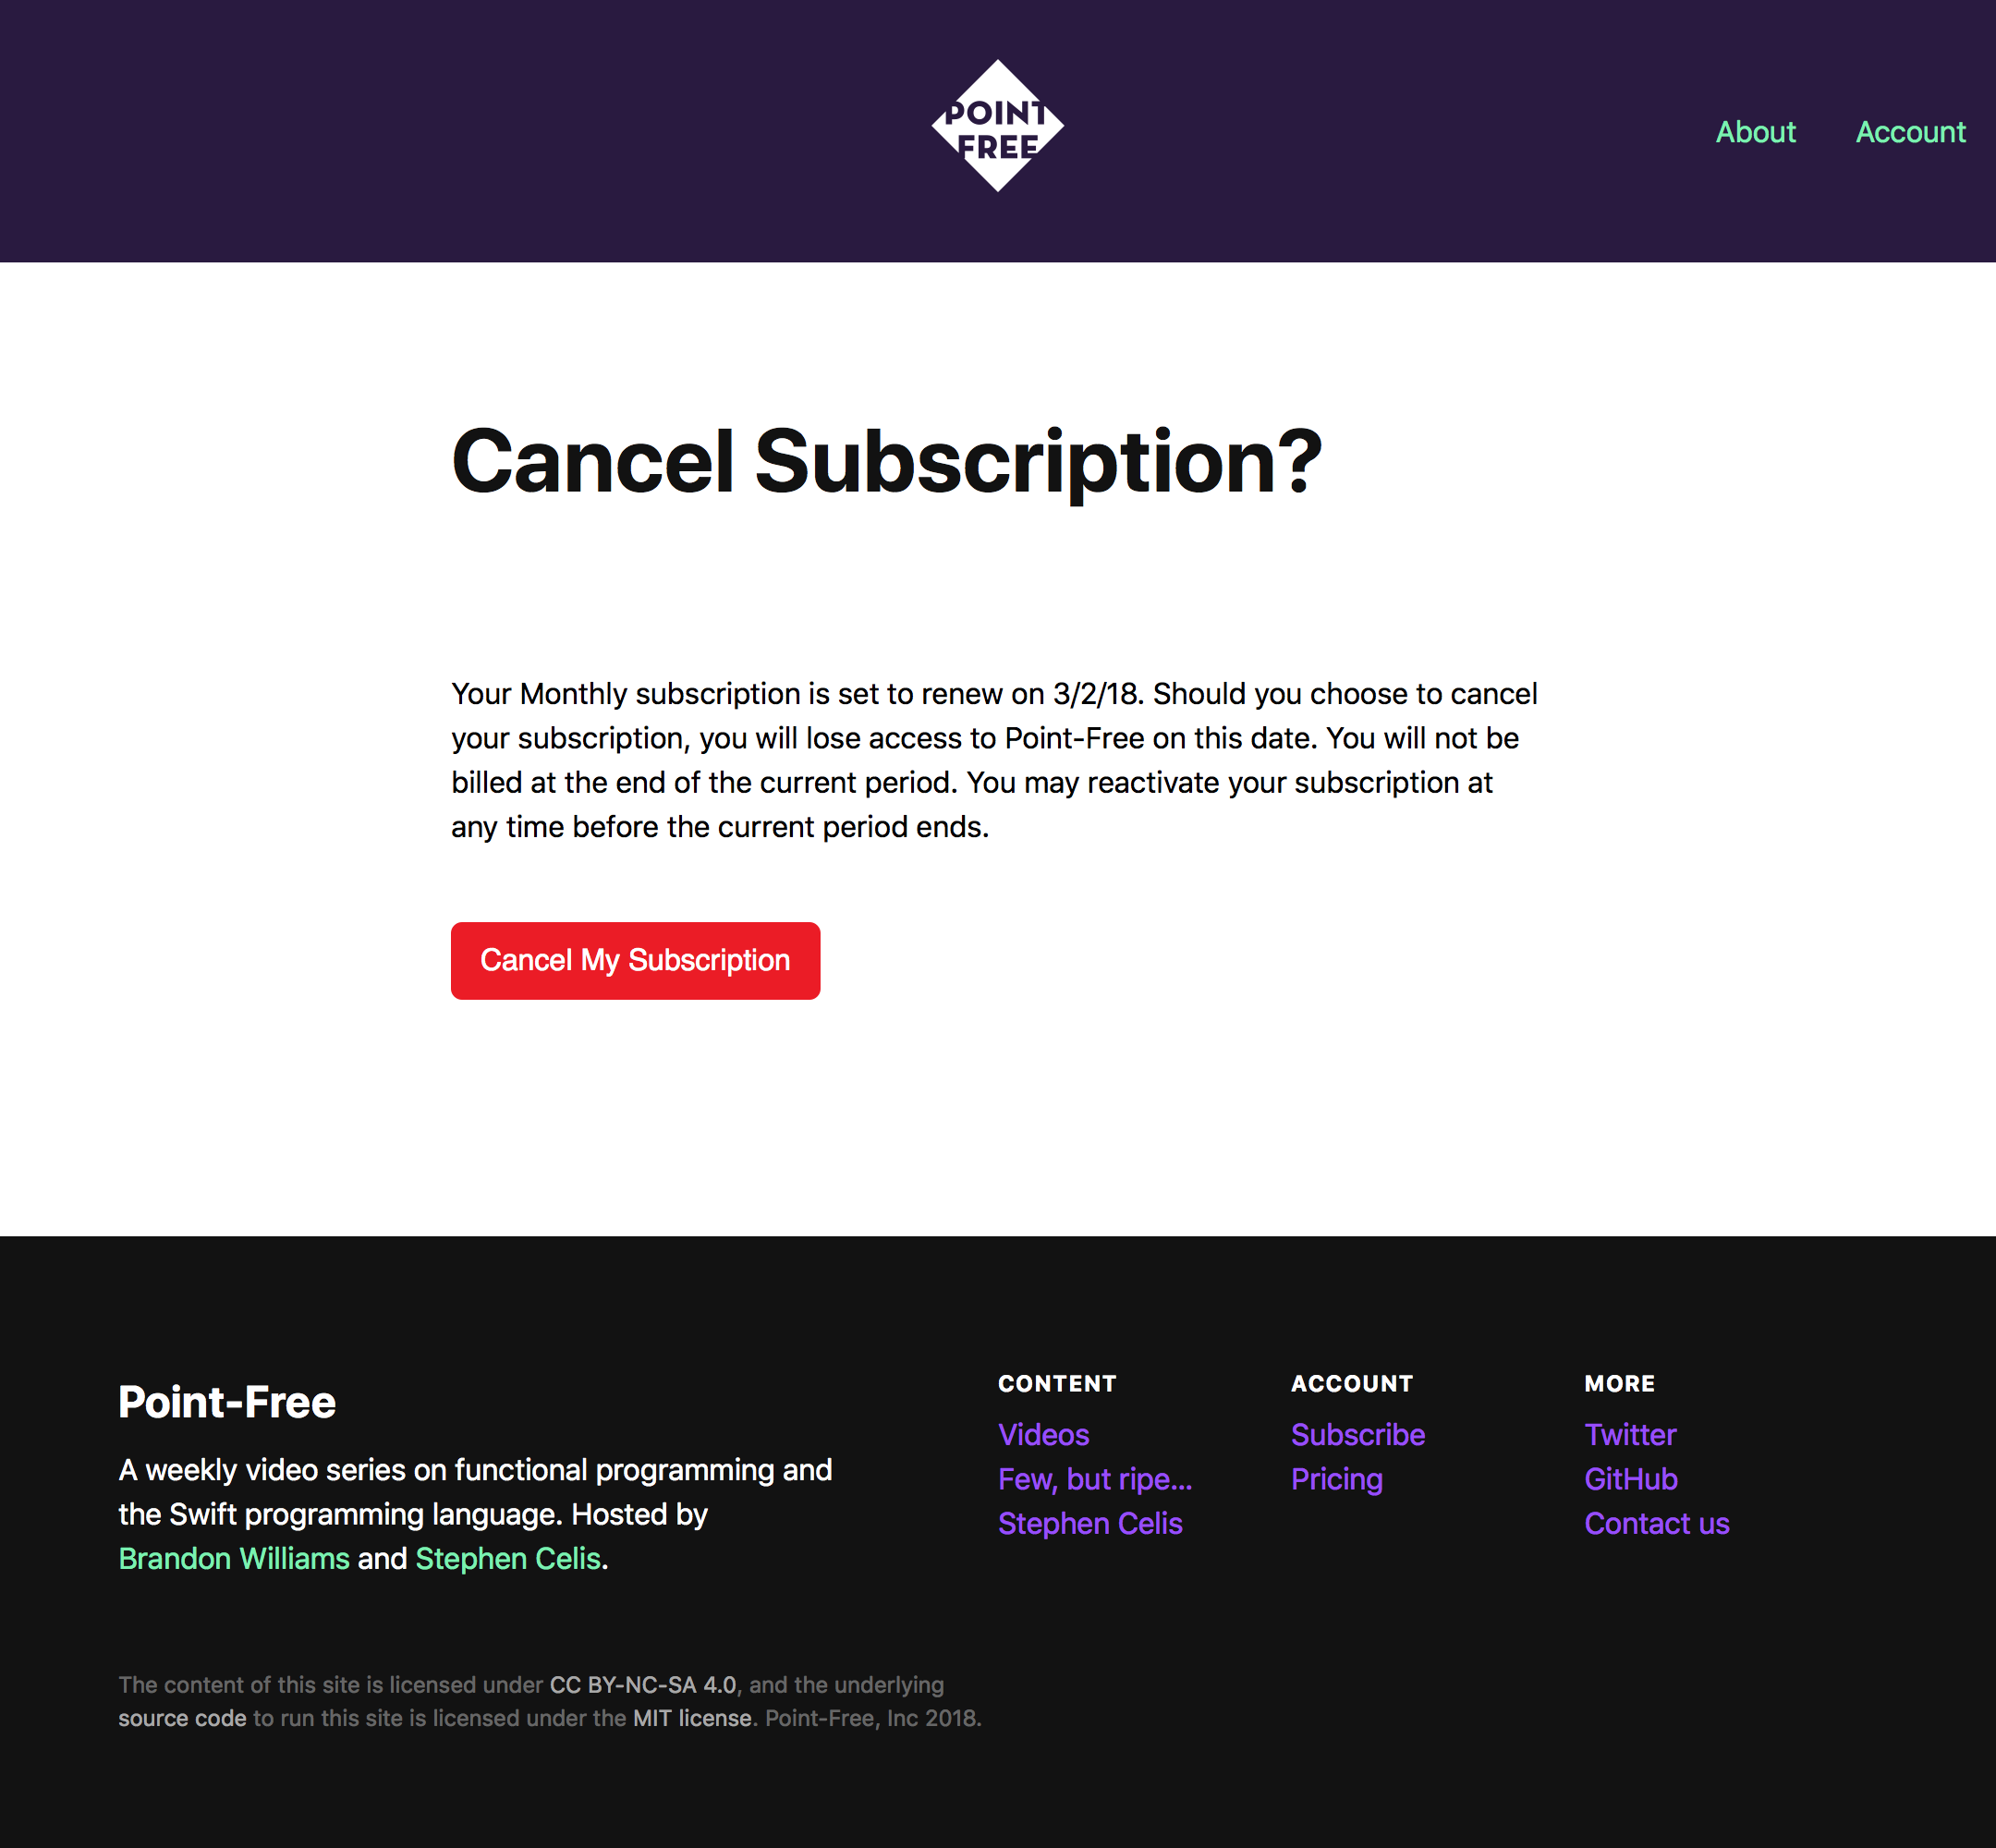 POINT
FREE
About
Account
Cancel Subscription?
Your Monthly subscription is set to renew on 3/2/18. Should you choose to cancel
your subscription, you will lose access to Point-Free on this date. You will not be
billed at the end of the current period. You may reactivate your subscription at
any time before the current period ends.
Cancel My Subscription
Point-Free
A weekly video series on functional programming and
the Swift programming language. Hosted by
Brandon Williams and Stephen Celis.
CONTENT
Videos
Few, but ripe...
Stephen Celis
ACCOUNT
Subscribe
Pricing
MORE
Twitter
GitHub
Contact us
The content of this site is licensed under CC BY-NC-SA 4.0, and the underlying
source code to run this site is licensed under the MIT license. Point-Free, Inc 2018.